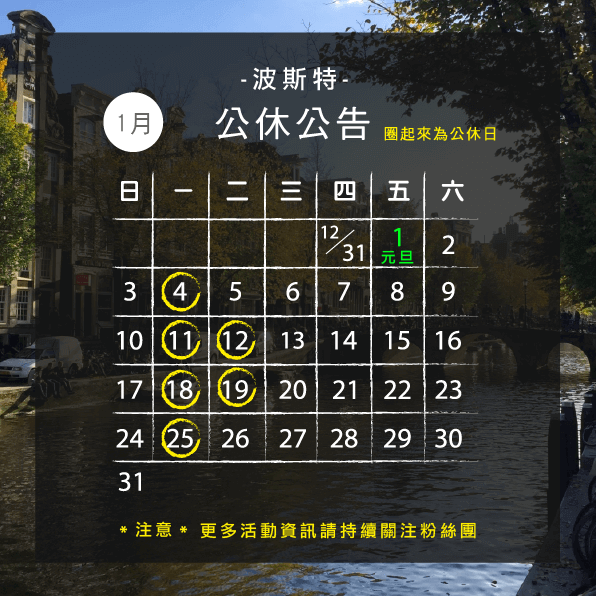 -波斯特-
1月
公休公告 圈起來為公休日
日 一 二 三 四 五 六
12/31 1 元旦 2
3 4 5 6 7 8 9
10 11 12 13 14 15 16
17 18 19 20 21 22 23
24 25 26 27 28 29 30
31
*注意* 更多活動資訊請持續關注粉絲團